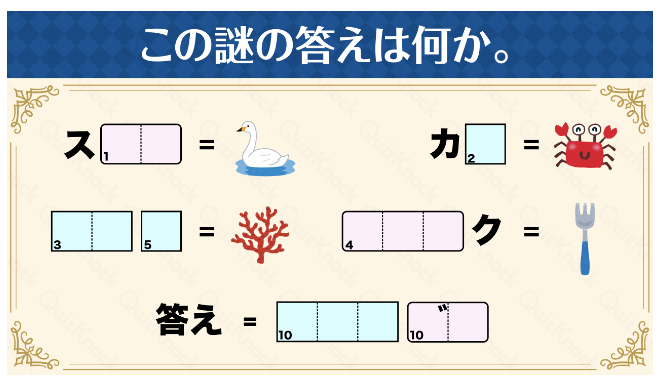 この謎の答えは何か。
ス 1 = カ 2 =
3 5 = 4 ク =
答え = 10 10 ゛